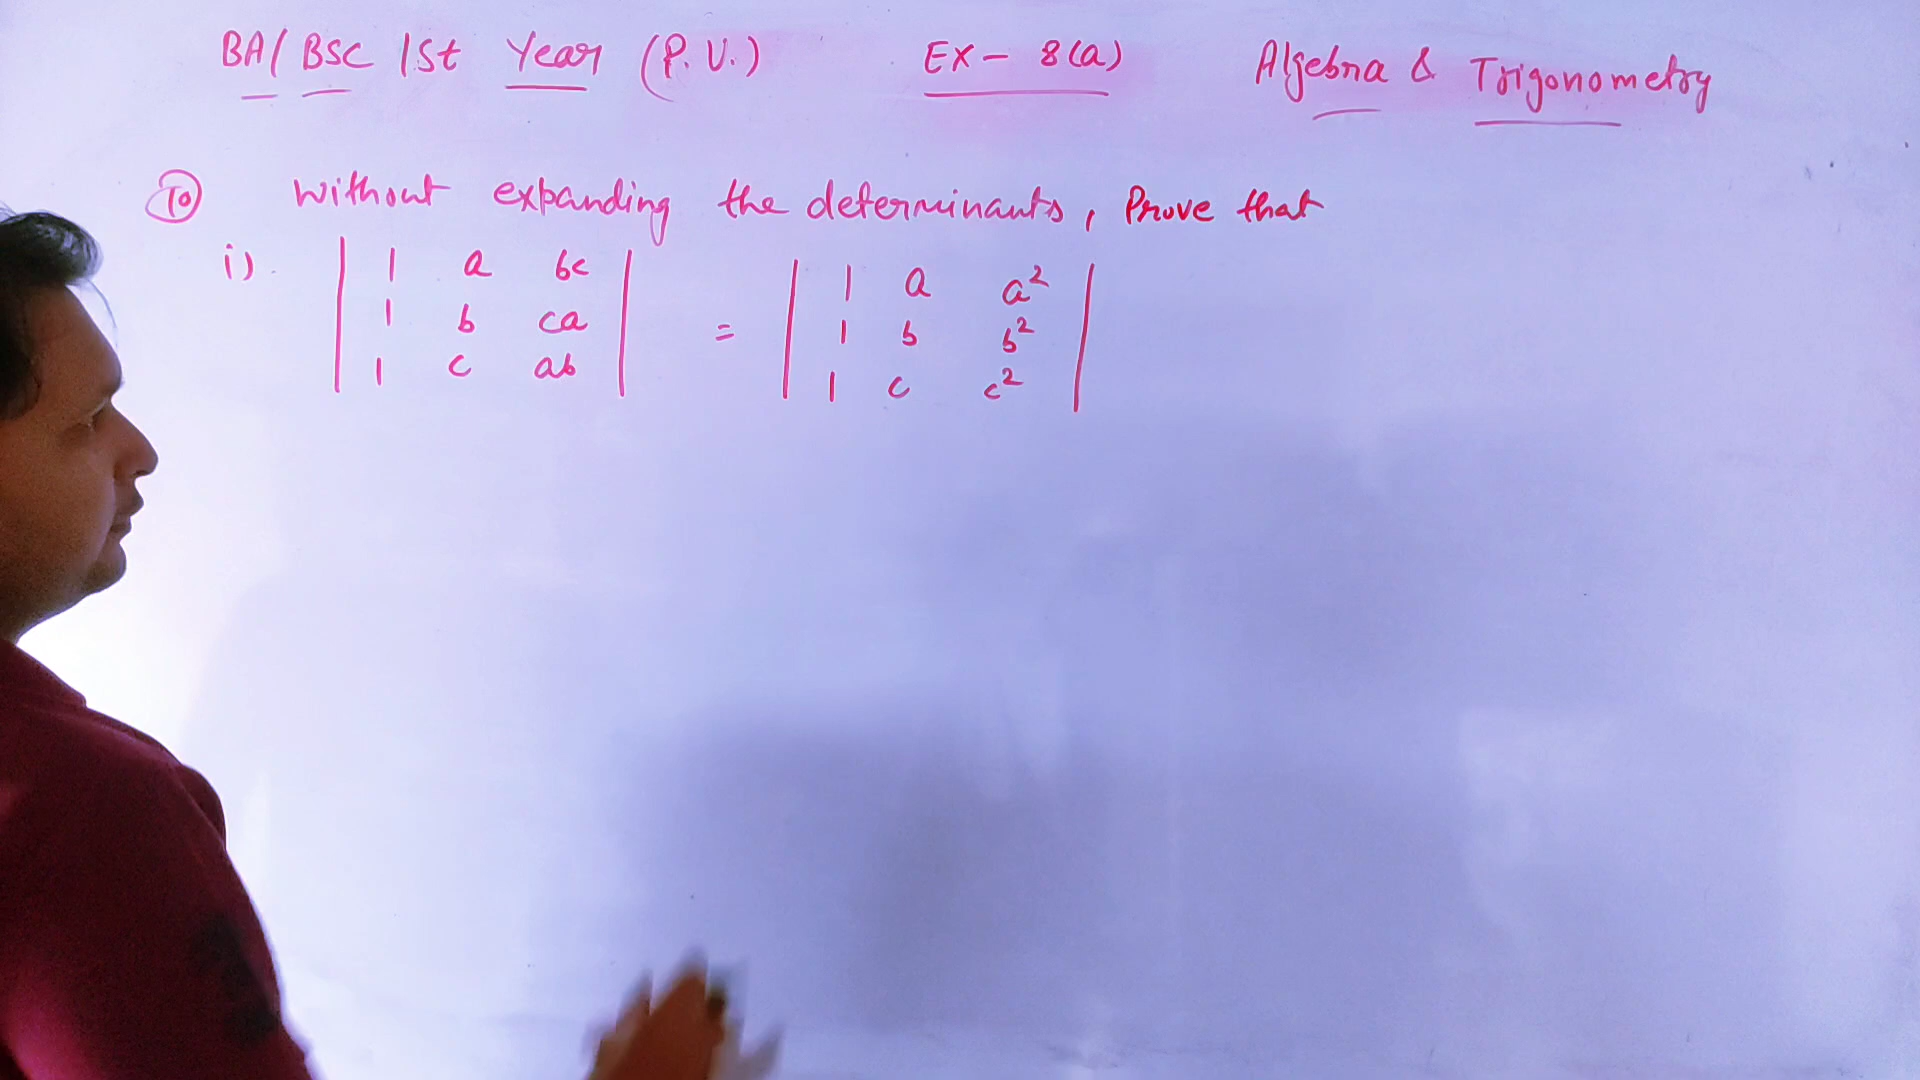 BA/BSC 1St Year (P.U.) EX- 8(a) Algebra & Trigonometry
10 Without expanding the determinants, Prove that
i). | 1 a bc | = | 1 a a² |
| 1 b ca | | 1 b b² |
| 1 c ab | | 1 c c² |